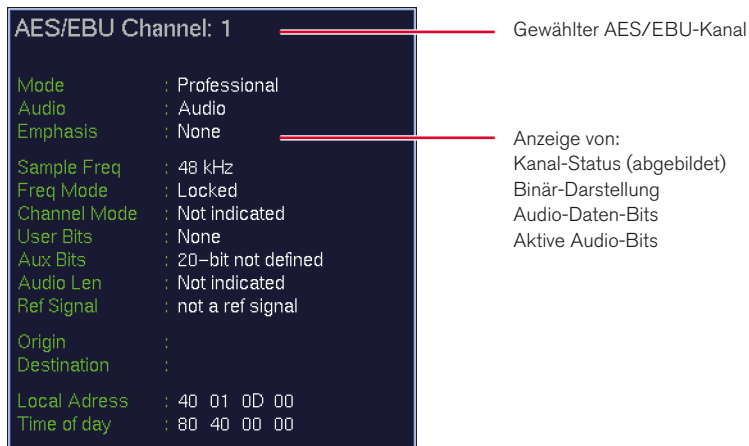 AES/EBU Channel: 1
Mode : Professional
Audio : Audio
Emphasis : None
Sample Freq : 48 kHz
Freq Mode : Locked
Channel Mode : Not indicated
User Bits : None
Aux Bits : 20-bit not defined
Audio Len : Not indicated
Ref Signal : not a ref signal
Origin :
Destination :
Local Adress : 40 01 0D 00
Time of day : 80 40 00 00
Gewählter AES/EBU-Kanal
Anzeige von:
Kanal-Status (abgebildet)
Binär-Darstellung
Audio-Daten-Bits
Aktive Audio-Bits